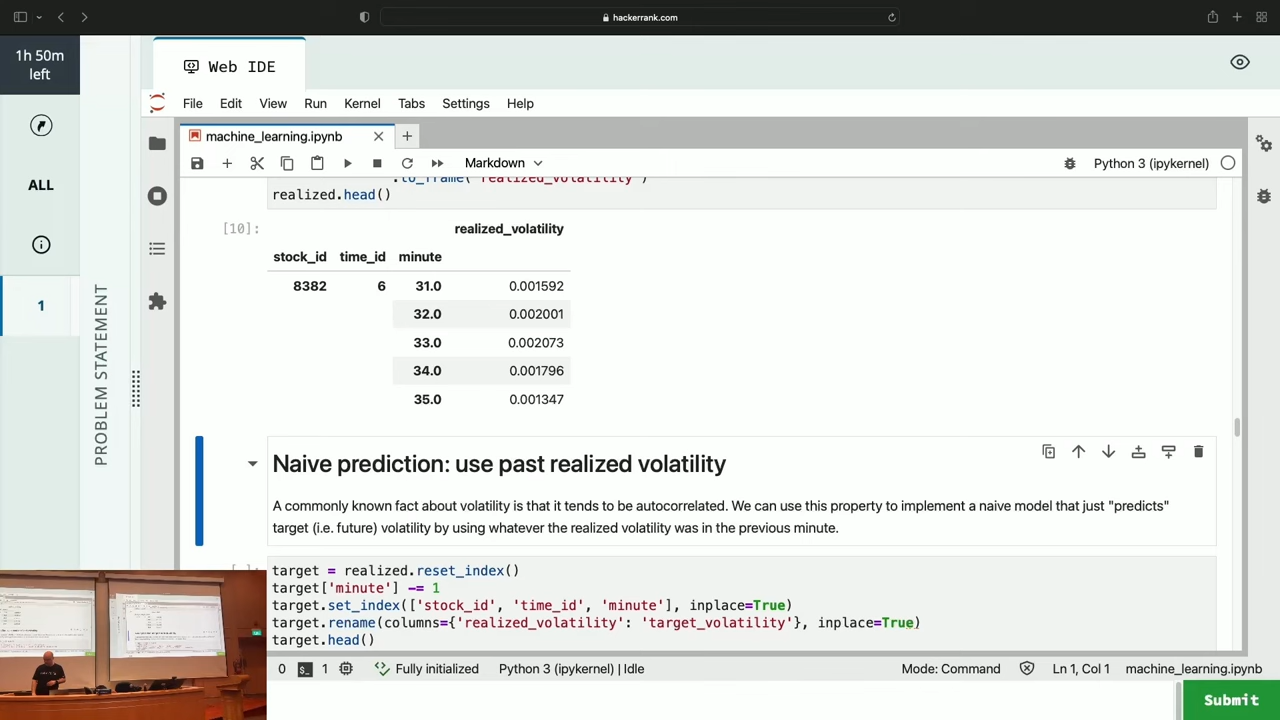 hackerrank.com
1h 50m
left
Web IDE
File Edit View Run Kernel Tabs Settings Help
machine_learning.ipynb
Markdown
Python 3 (ipykernel)
ALL
1
PROBLEM STATEMENT
.to_frame('realized_volatility')
realized.head()
[10]:
realized_volatility
stock_id time_id minute
8382 6 31.0 0.001592
32.0 0.002001
33.0 0.002073
34.0 0.001796
35.0 0.001347
Naive prediction: use past realized volatility
A commonly known fact about volatility is that it tends to be autocorrelated. We can use this property to implement a naive model that just "predicts"
target (i.e. future) volatility by using whatever the realized volatility was in the previous minute.
[ ]:
target = realized.reset_index()
target['minute'] -= 1
target.set_index(['stock_id', 'time_id', 'minute'], inplace=True)
target.rename(columns={'realized_volatility': 'target_volatility'}, inplace=True)
target.head()
0 1 Fully initialized Python 3 (ipykernel) | Idle Mode: Command Ln 1, Col 1 machine_learning.ipynb
Submit